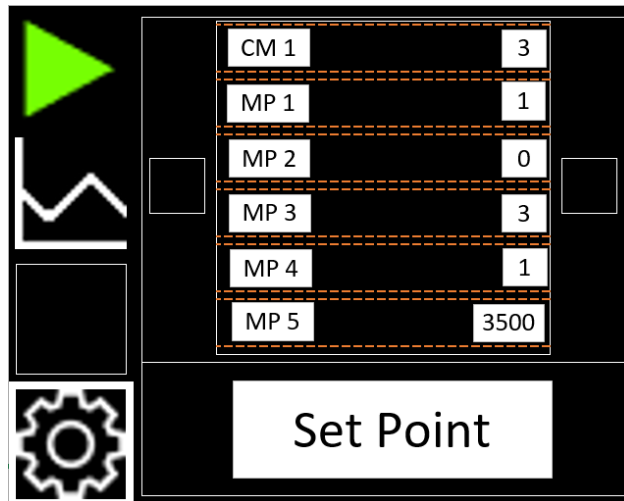 CM 1 3
MP 1 1
MP 2 0
MP 3 3
MP 4 1
MP 5 3500
Set Point